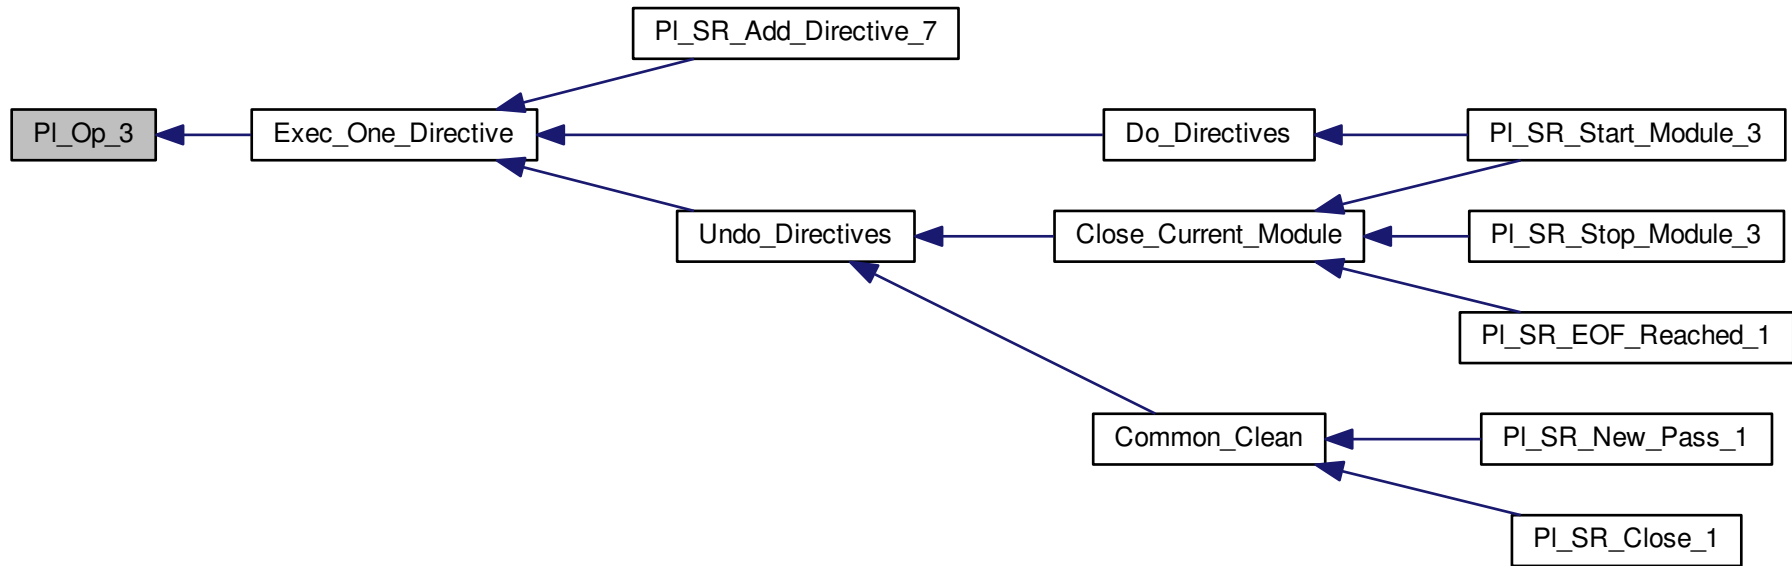 Pl_SR_Add_Directive_7
Pl_Op_3
Exec_One_Directive
Do_Directives
Pl_SR_Start_Module_3
Undo_Directives
Close_Current_Module
Pl_SR_Stop_Module_3
Pl_SR_EOF_Reached_1
Common_Clean
Pl_SR_New_Pass_1
Pl_SR_Close_1